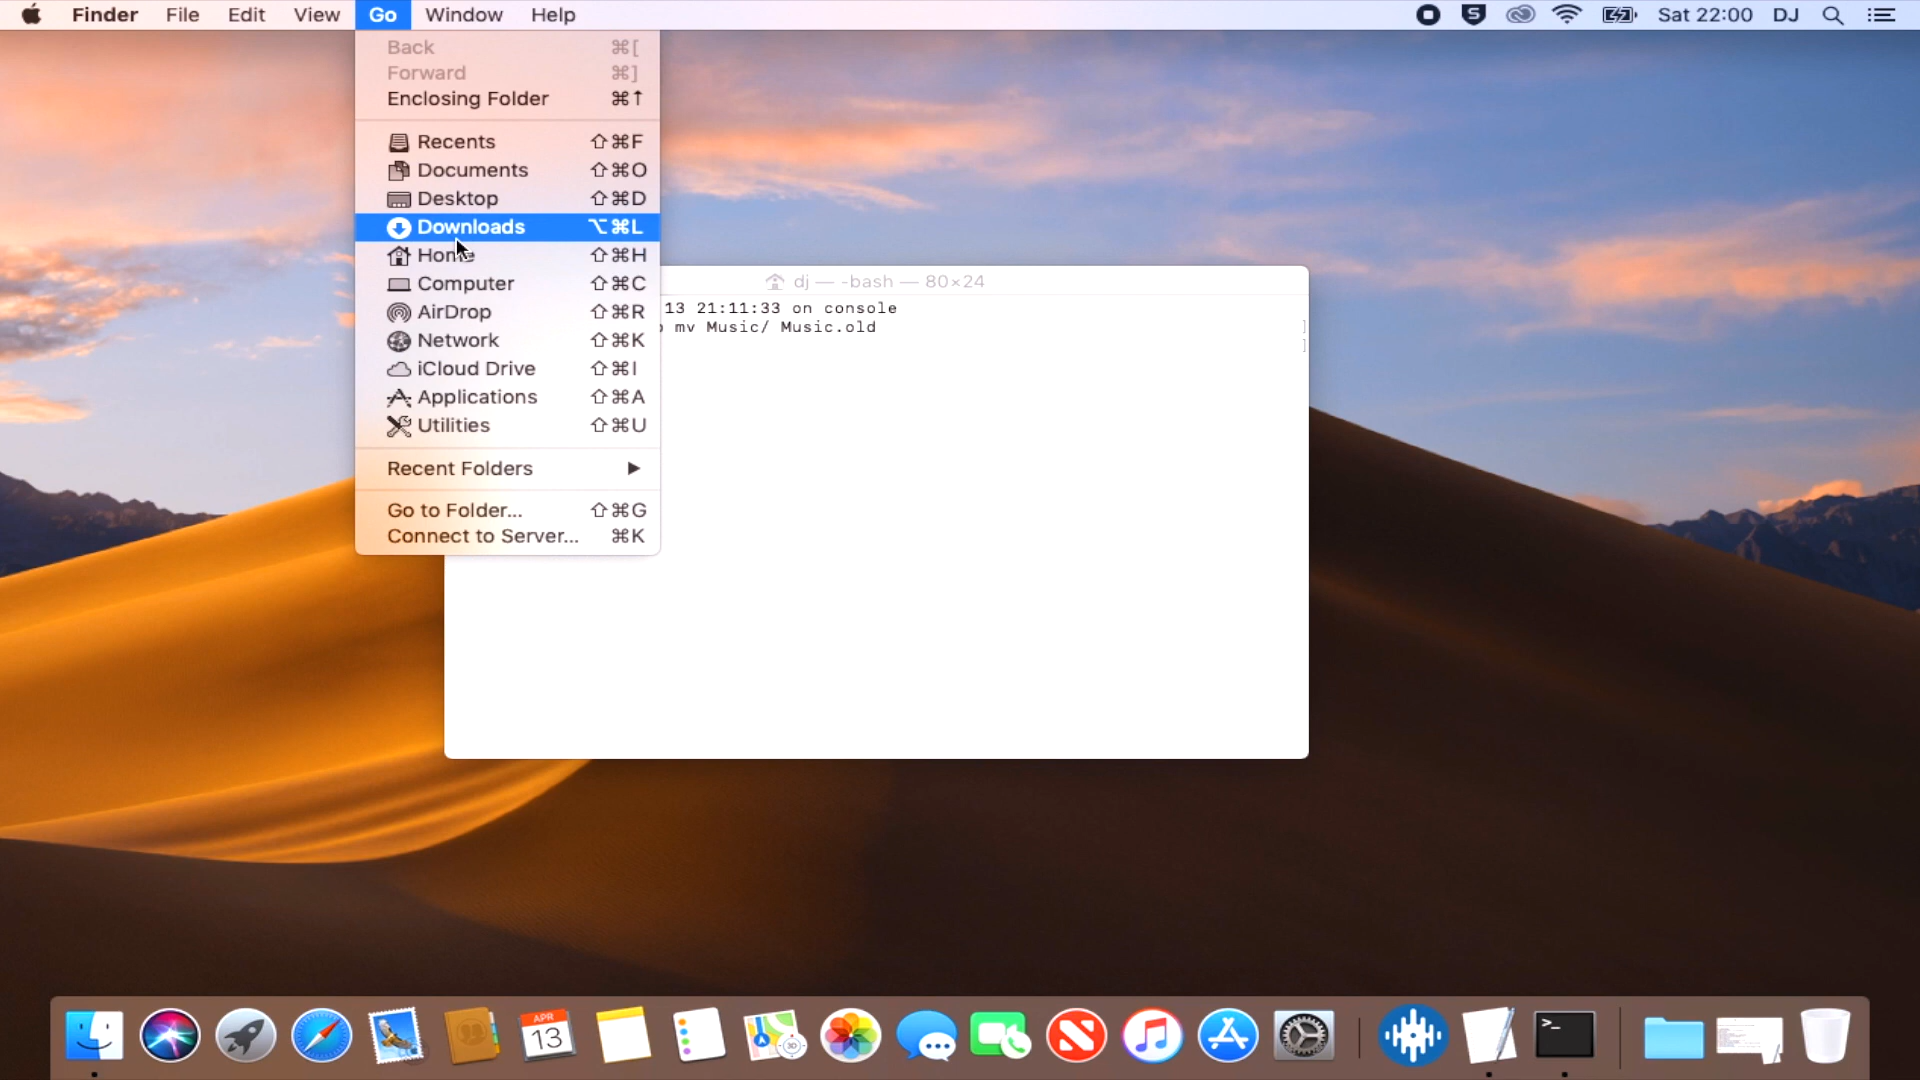 Finder File Edit View Go Window Help Sat 22:00 DJ
Back ⌘[
Forward ⌘]
Enclosing Folder ⌘↑
Recents ⇧⌘F
Documents ⇧⌘O
Desktop ⇧⌘D
Downloads ⌥⌘L
Home ⇧⌘H
Computer ⇧⌘C
AirDrop ⇧⌘R
Network ⇧⌘K
iCloud Drive ⇧⌘I
Applications ⇧⌘A
Utilities ⇧⌘U
Recent Folders ▶
Go to Folder... ⇧⌘G
Connect to Server... ⌘K
dj — -bash — 80×24
13 21:11:33 on console
mv Music/ Music.old
]
]
APR
13
3D
>_